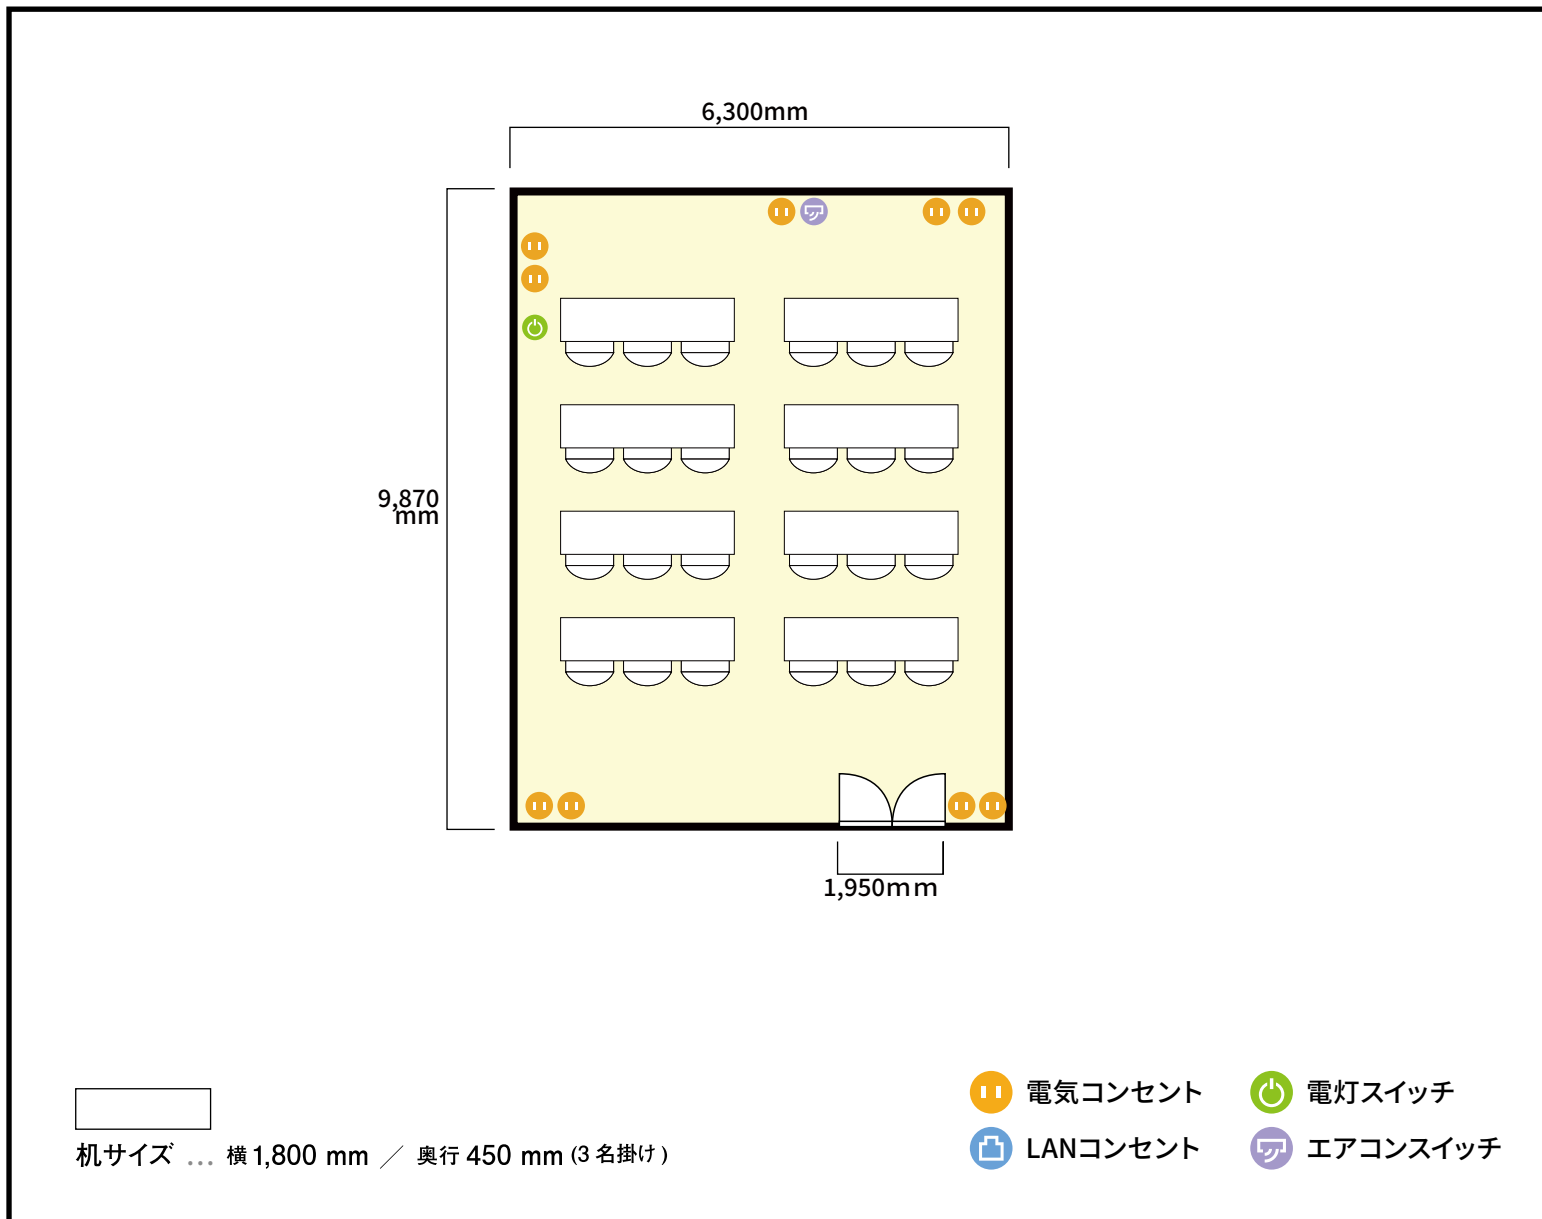 6,300mm
9,870
mm
1,950mm
机サイズ … 横1,800 mm ／ 奥行 450 mm (3 名掛け)
電気コンセント
電灯スイッチ
LANコンセント
エアコンスイッチ